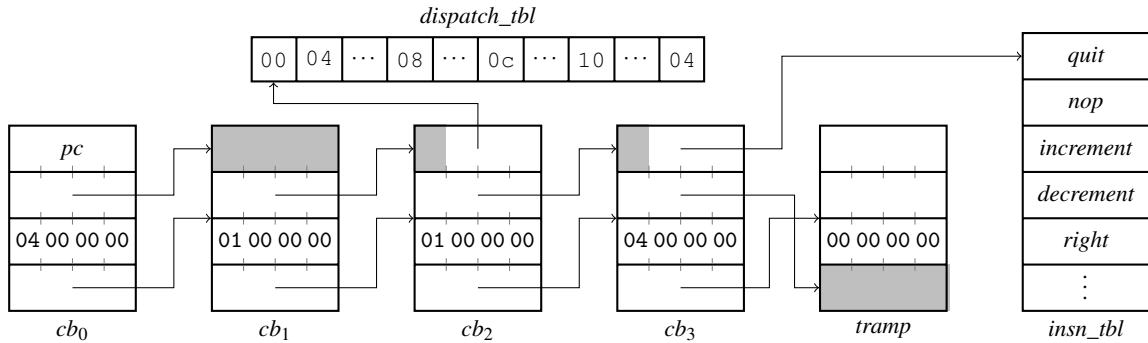 dispatch_tbl
00 04 ··· 08 ··· 0c ··· 10 ··· 04
quit
nop
pc
increment
decrement
04 00 00 00 01 00 00 00 01 00 00 00 04 00 00 00 00 00 00 00 right
⋮
cb0 cb1 cb2 cb3 tramp insn_tbl